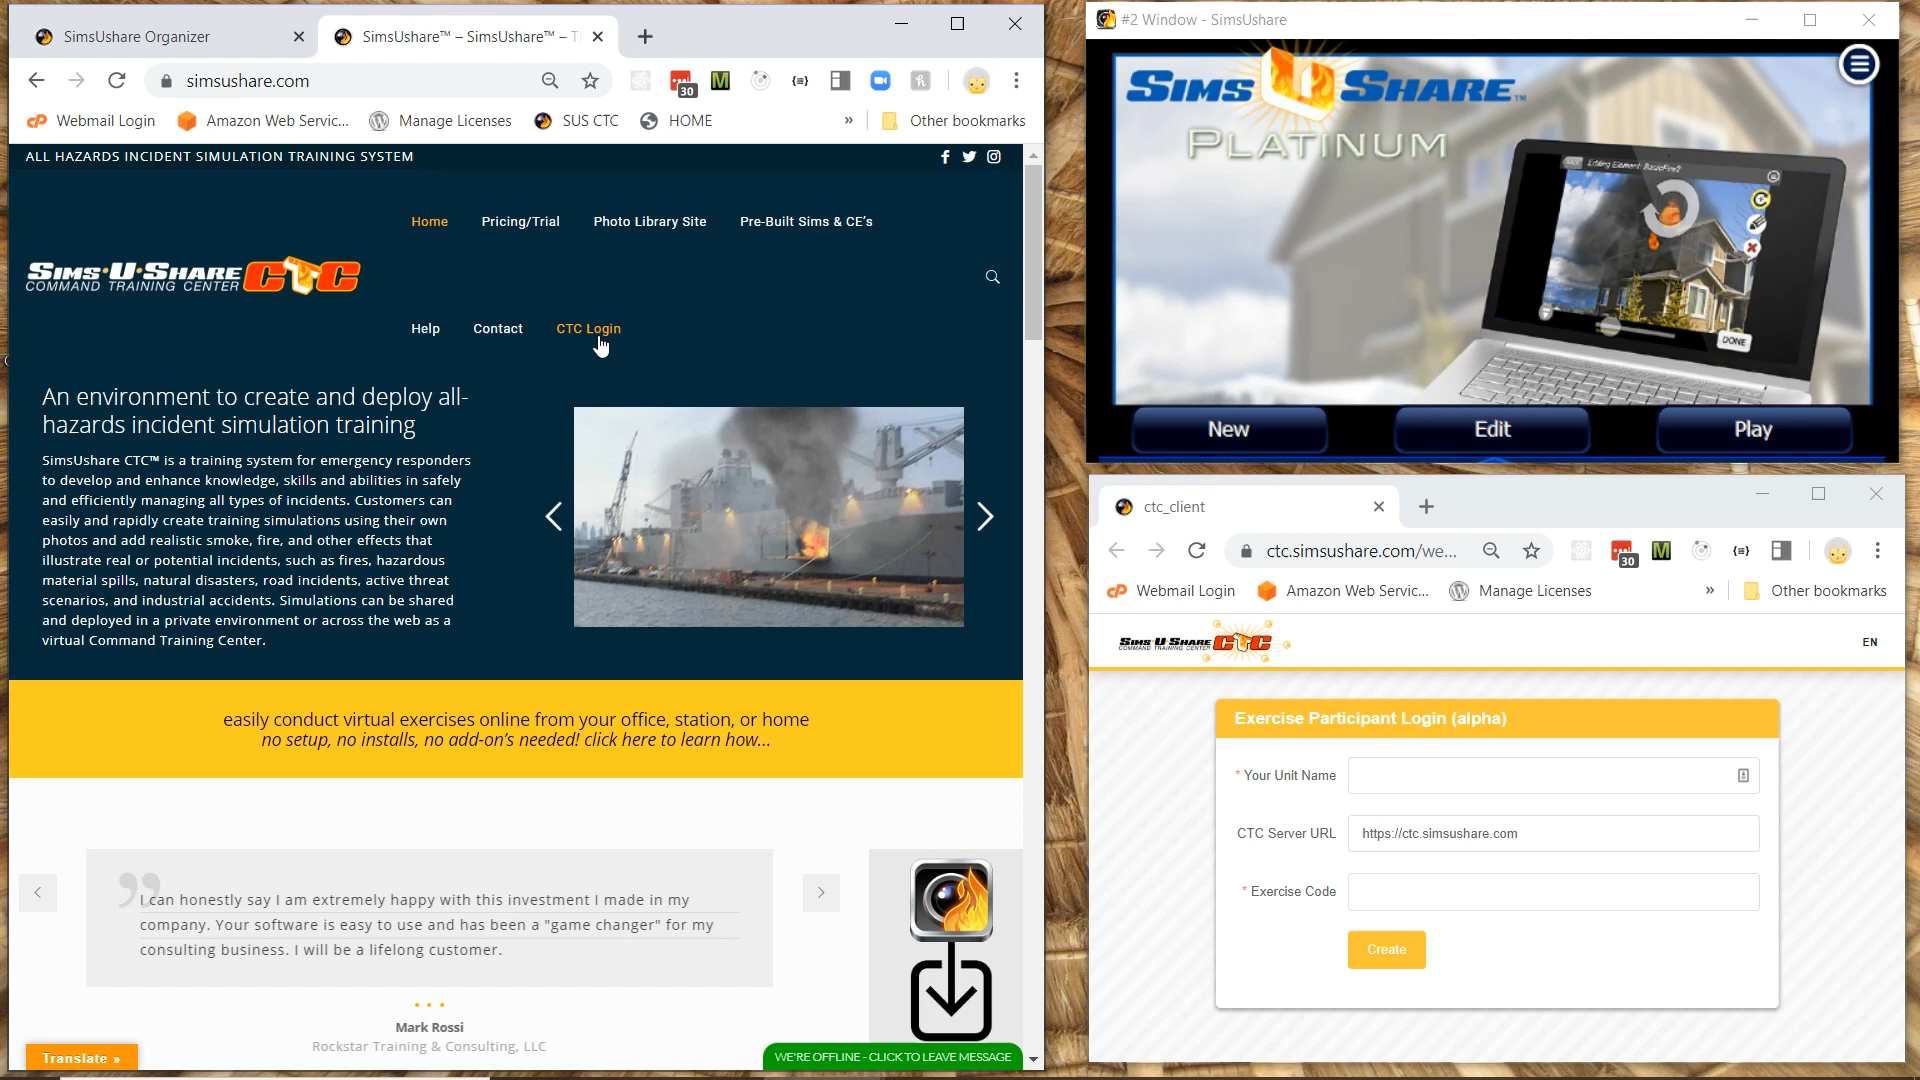 SimsUshare Organizer
SimsUshare™ – SimsUshare™ – T
simsushare.com
30
Webmail Login
Amazon Web Servic...
Manage Licenses
SUS CTC
HOME
»
Other bookmarks
ALL HAZARDS INCIDENT SIMULATION TRAINING SYSTEM
Home
Pricing/Trial
Photo Library Site
Pre-Built Sims & CE's
SIMS·U·SHARE CTC
COMMAND TRAINING CENTER
Help
Contact
CTC Login
An environment to create and deploy all-
hazards incident simulation training
SimsUshare CTC™ is a training system for emergency responders
to develop and enhance knowledge, skills and abilities in safely
and efficiently managing all types of incidents. Customers can
easily and rapidly create training simulations using their own
photos and add realistic smoke, fire, and other effects that
illustrate real or potential incidents, such as fires, hazardous
material spills, natural disasters, road incidents, active threat
scenarios, and industrial accidents. Simulations can be shared
and deployed in a private environment or across the web as a
virtual Command Training Center.
easily conduct virtual exercises online from your office, station, or home
no setup, no installs, no add-on's needed! click here to learn how...
I can honestly say I am extremely happy with this investment I made in my
company. Your software is easy to use and has been a "game changer" for my
consulting business. I will be a lifelong customer.
Mark Rossi
Rockstar Training & Consulting, LLC
Translate »
WE'RE OFFLINE - CLICK TO LEAVE MESSAGE
#2 Window - SimsUshare
SIMS U SHARE™
PLATINUM
BACK
Editing Element: BasicFire2
DONE
New
Edit
Play
ctc_client
ctc.simsushare.com/we...
30
Webmail Login
Amazon Web Servic...
Manage Licenses
»
Other bookmarks
SIMS·U·SHARE CTC
COMMAND TRAINING CENTER
EN
Exercise Participant Login (alpha)
* Your Unit Name
CTC Server URL
https://ctc.simsushare.com
* Exercise Code
Create